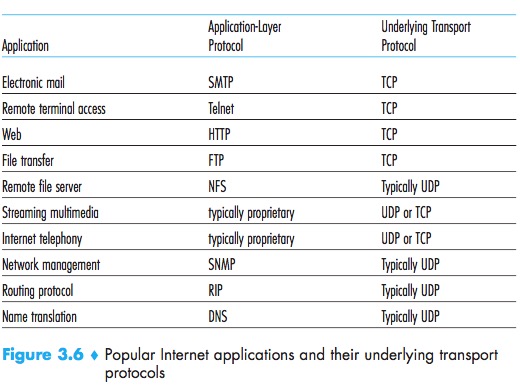 Application Application-Layer Protocol Underlying Transport Protocol
Electronic mail SMTP TCP
Remote terminal access Telnet TCP
Web HTTP TCP
File transfer FTP TCP
Remote file server NFS Typically UDP
Streaming multimedia typically proprietary UDP or TCP
Internet telephony typically proprietary UDP or TCP
Network management SNMP Typically UDP
Routing protocol RIP Typically UDP
Name translation DNS Typically UDP
Figure 3.6 ♦ Popular Internet applications and their underlying transport
protocols